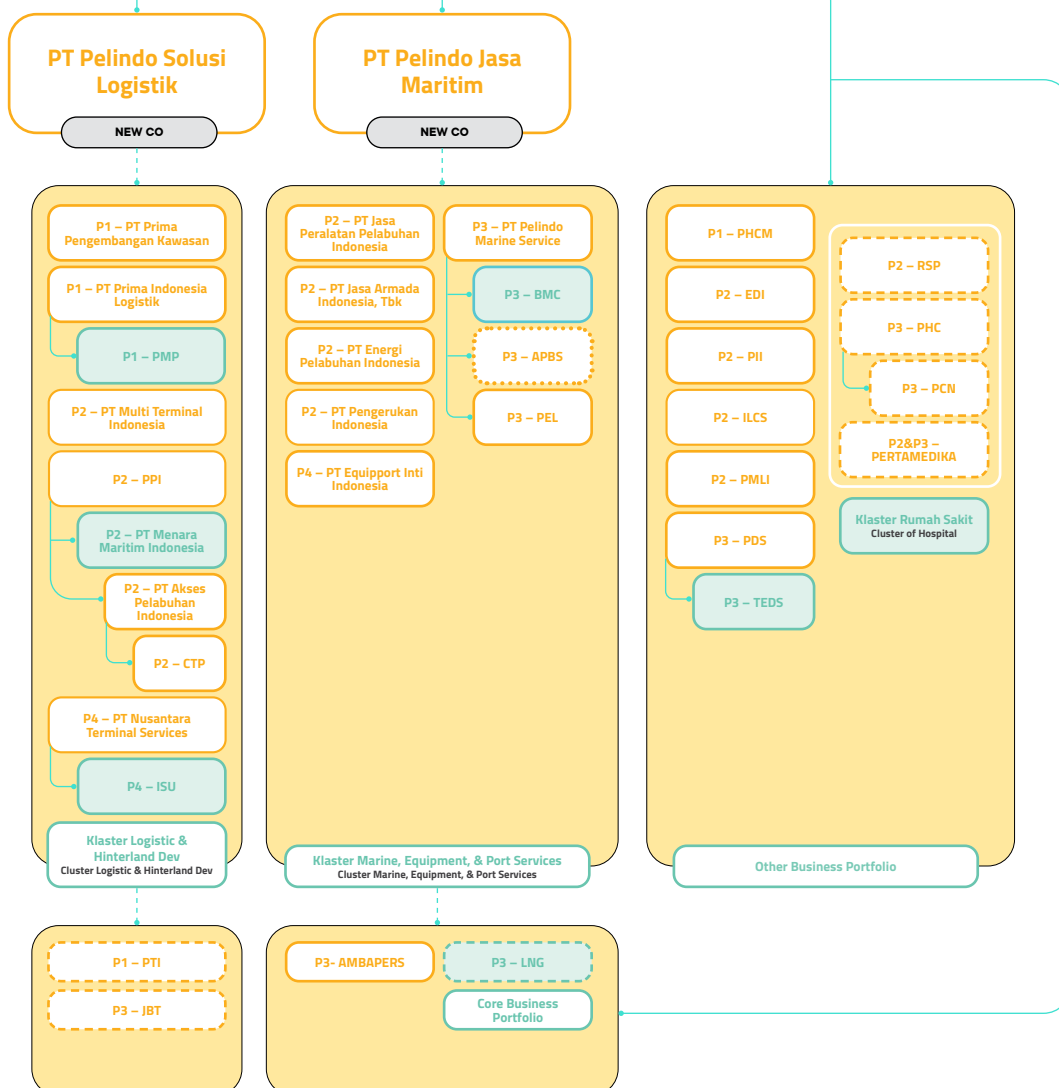 PT Pelindo Solusi
Logistik
NEW CO
PT Pelindo Jasa
Maritim
NEW CO
P1 – PT Prima
Pengembangan Kawasan
P1 – PT Prima Indonesia
Logistik
P1 – PMP
P2 – PT Multi Terminal
Indonesia
P2 – PPI
P2 – PT Menara
Maritim Indonesia
P2 – PT Akses
Pelabuhan
Indonesia
P2 – CTP
P4 – PT Nusantara
Terminal Services
P4 – ISU
Klaster Logistic &
Hinterland Dev
Cluster Logistic & Hinterland Dev
P1 – PTI
P3 – JBT
P2 – PT Jasa
Peralatan Pelabuhan
Indonesia
P2 – PT Jasa Armada
Indonesia, Tbk
P2 – PT Energi
Pelabuhan Indonesia
P2 – PT Pengerukan
Indonesia
P4 – PT Equipport Inti
Indonesia
P3 – PT Pelindo
Marine Service
P3 – BMC
P3 – APBS
P3 – PEL
Klaster Marine, Equipment, & Port Services
Cluster Marine, Equipment, & Port Services
P3- AMBAPERS
P3 – LNG
Core Business
Portfolio
P1 – PHCM
P2 – EDI
P2 – PII
P2 – ILCS
P2 – PMLI
P3 – PDS
P3 – TEDS
P2 – RSP
P3 – PHC
P3 – PCN
P2&P3 –
PERTAMEDIKA
Klaster Rumah Sakit
Cluster of Hospital
Other Business Portfolio